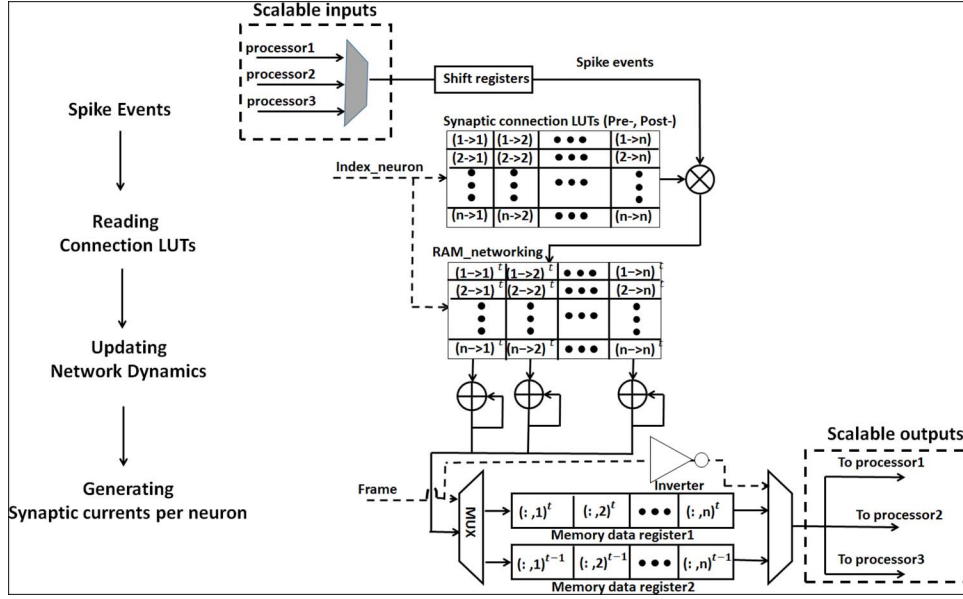 Scalable inputs
processor1
processor2
processor3
Shift registers
Spike events
Spike Events
Reading
Connection LUTs
Updating
Network Dynamics
Generating
Synaptic currents per neuron
Synaptic connection LUTs (Pre-, Post-)
(1->1) (1->2) ••• (1->n)
(2->1) (2->2) ••• (2->n)
(n->1) (n->2) ••• (n->n)
Index_neuron
RAM_networking
(1->1)^t (1->2)^t ••• (1->n)^t
(2->1)^t (2->2)^t ••• (2->n)^t
(n->1)^t (n->2)^t ••• (n->n)^t
Frame
MUX
Inverter
(:,1)^t (:,2)^t ••• (:,n)^t
Memory data register1
(:,1)^t−1 (:,2)^t−1 ••• (:,n)^t−1
Memory data register2
Scalable outputs
To processor1
To processor2
To processor3